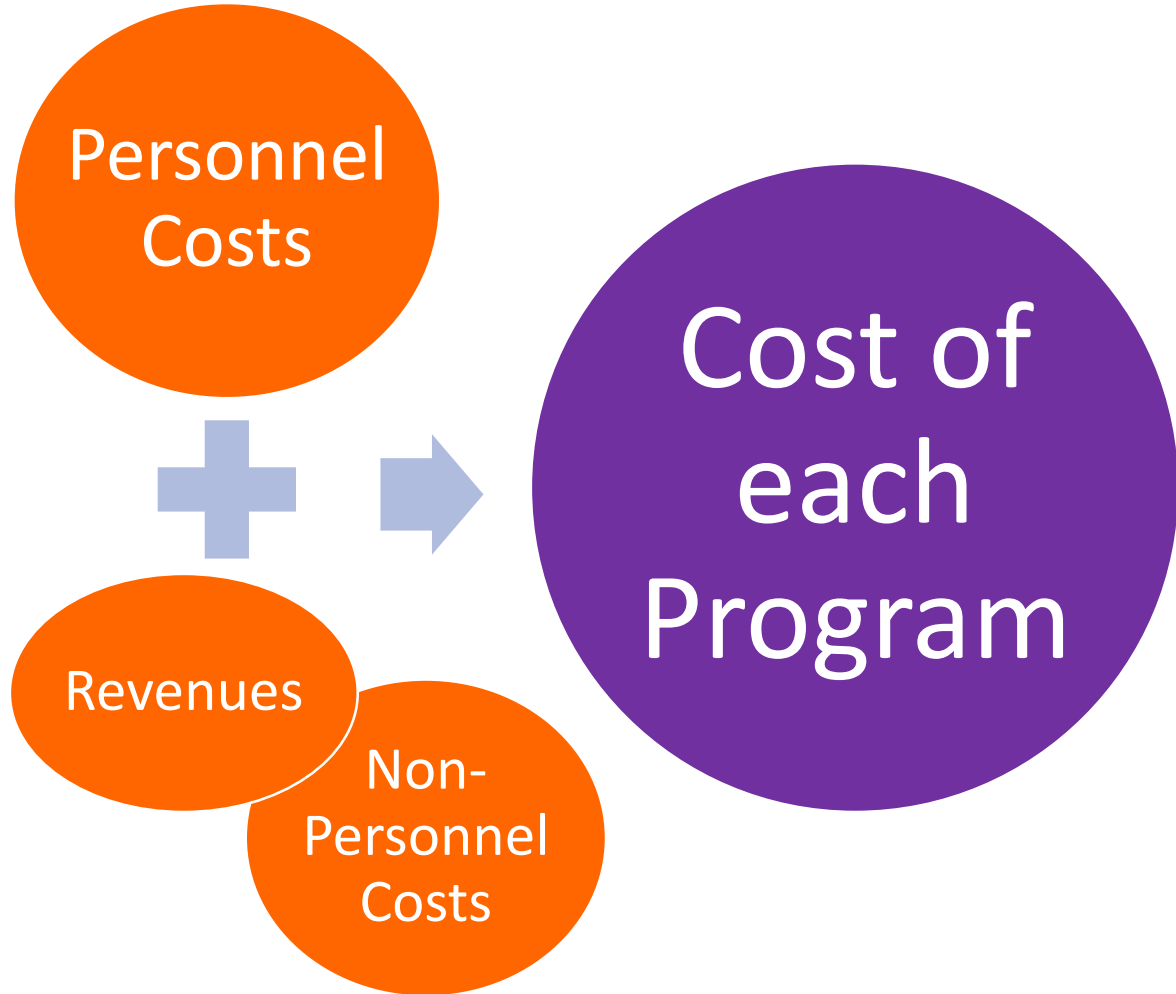 Personnel
Costs
Cost of
each
Program
Revenues
Non-
Personnel
Costs